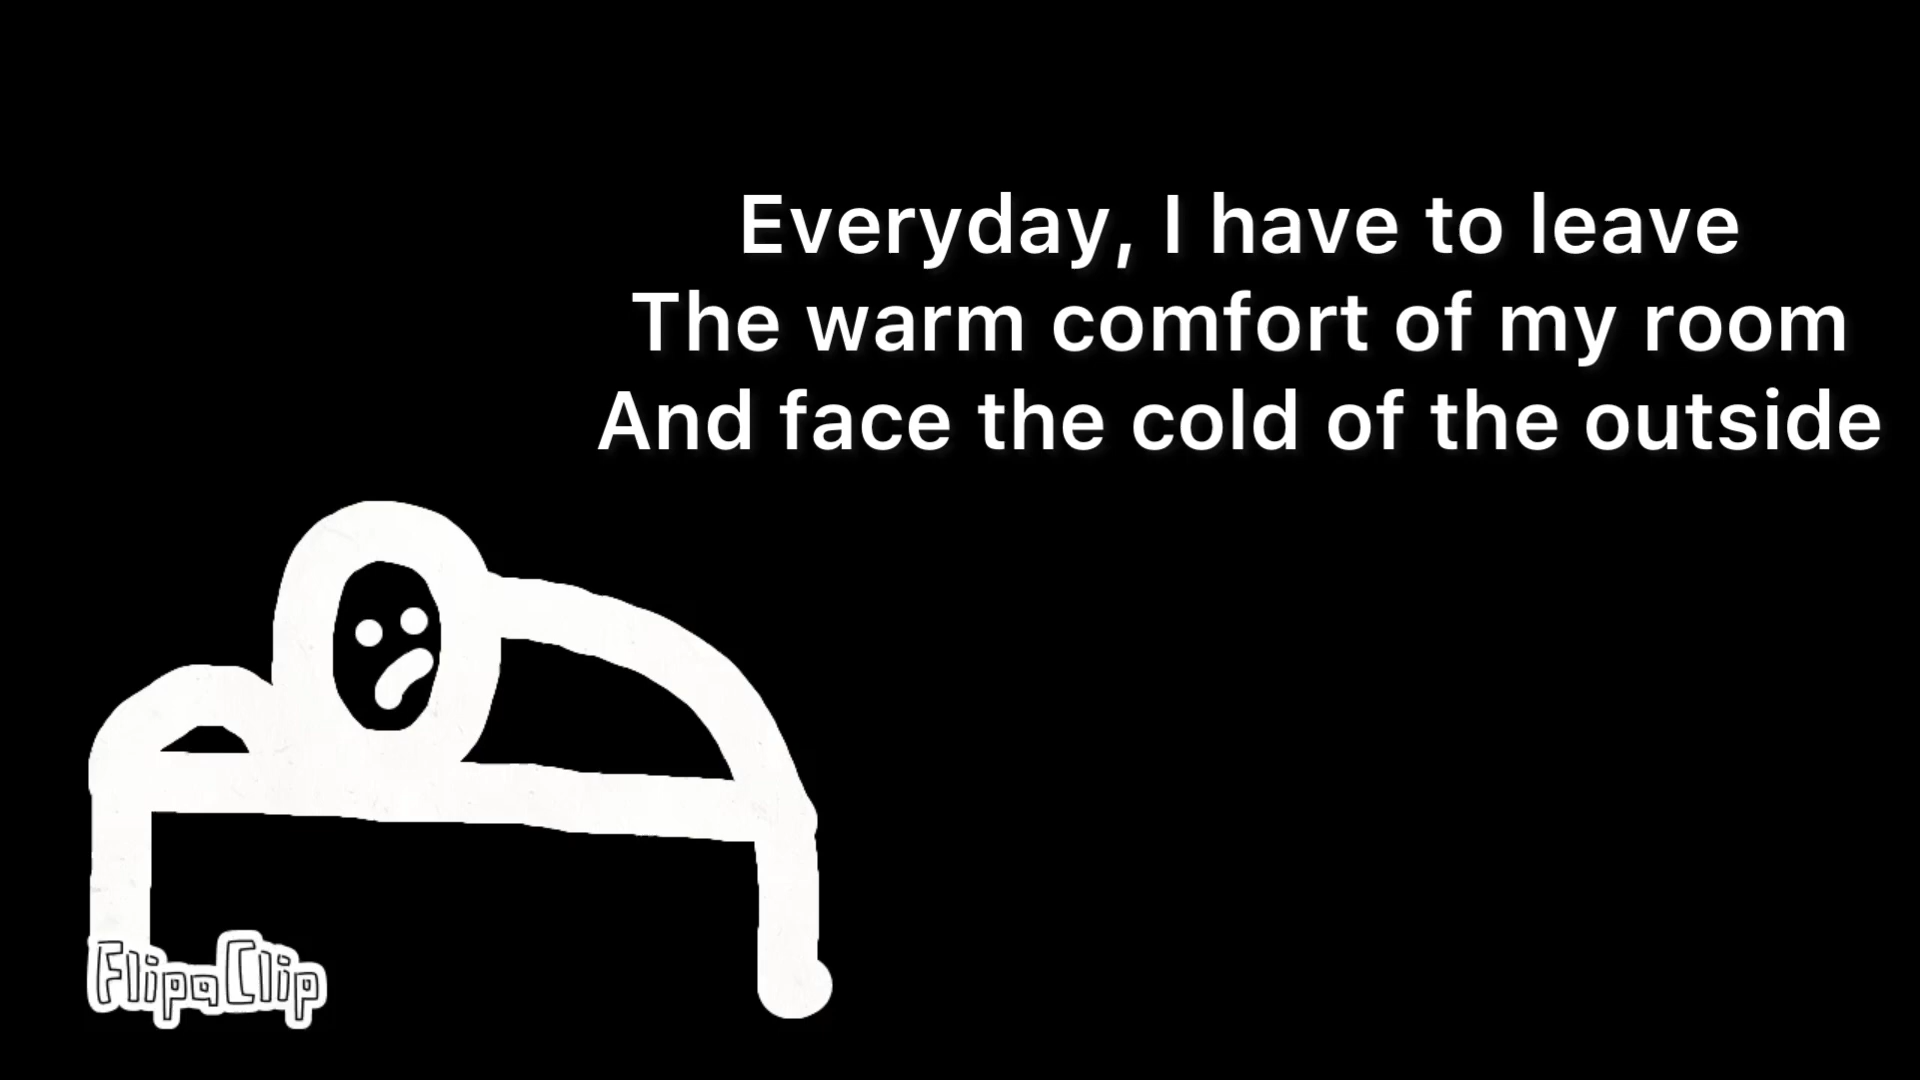 Everyday, I have to leave
The warm comfort of my room
And face the cold of the outside
FlipaClip